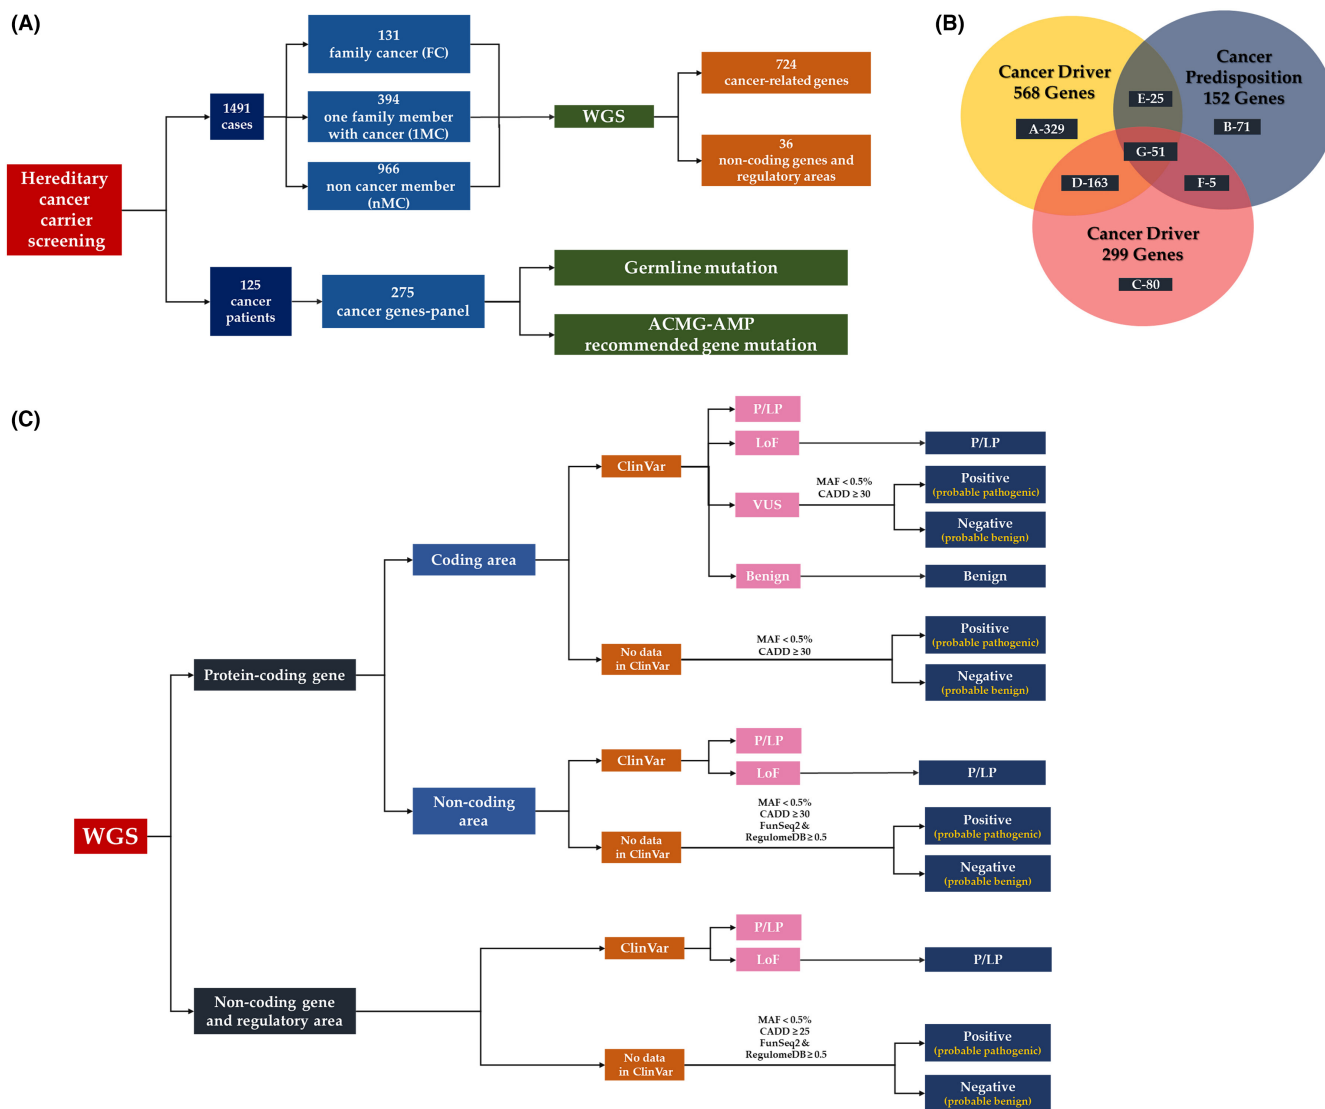 (A)
Hereditary
cancer
carrier
screening
1491
cases
131
family cancer (FC)
394
one family member
with cancer (1MC)
966
non cancer member
(nMC)
WGS
724
cancer-related genes
36
non-coding genes and
regulatory areas
125
cancer
patients
275
cancer genes-panel
Germline mutation
ACMG-AMP
recommended gene mutation
(B)
Cancer Driver
568 Genes
Cancer
Predisposition
152 Genes
E-25
A-329
B-71
G-51
D-163
F-5
Cancer Driver
299 Genes
C-80
(C)
WGS
Protein-coding gene
Coding area
ClinVar
P/LP
LoF
P/LP
VUS
MAF < 0.5%
CADD ≥ 30
Positive
(probable pathogenic)
Negative
(probable benign)
Benign
Benign
No data
in ClinVar
MAF < 0.5%
CADD ≥ 30
Positive
(probable pathogenic)
Negative
(probable benign)
Non-coding
area
ClinVar
P/LP
LoF
P/LP
No data
in ClinVar
MAF < 0.5%
CADD ≥ 30
FunSeq2 &
RegulomeDB ≥ 0.5
Positive
(probable pathogenic)
Negative
(probable benign)
Non-coding gene
and regulatory area
ClinVar
P/LP
LoF
P/LP
No data
in ClinVar
MAF < 0.5%
CADD ≥ 25
FunSeq2 &
RegulomeDB ≥ 0.5
Positive
(probable pathogenic)
Negative
(probable benign)